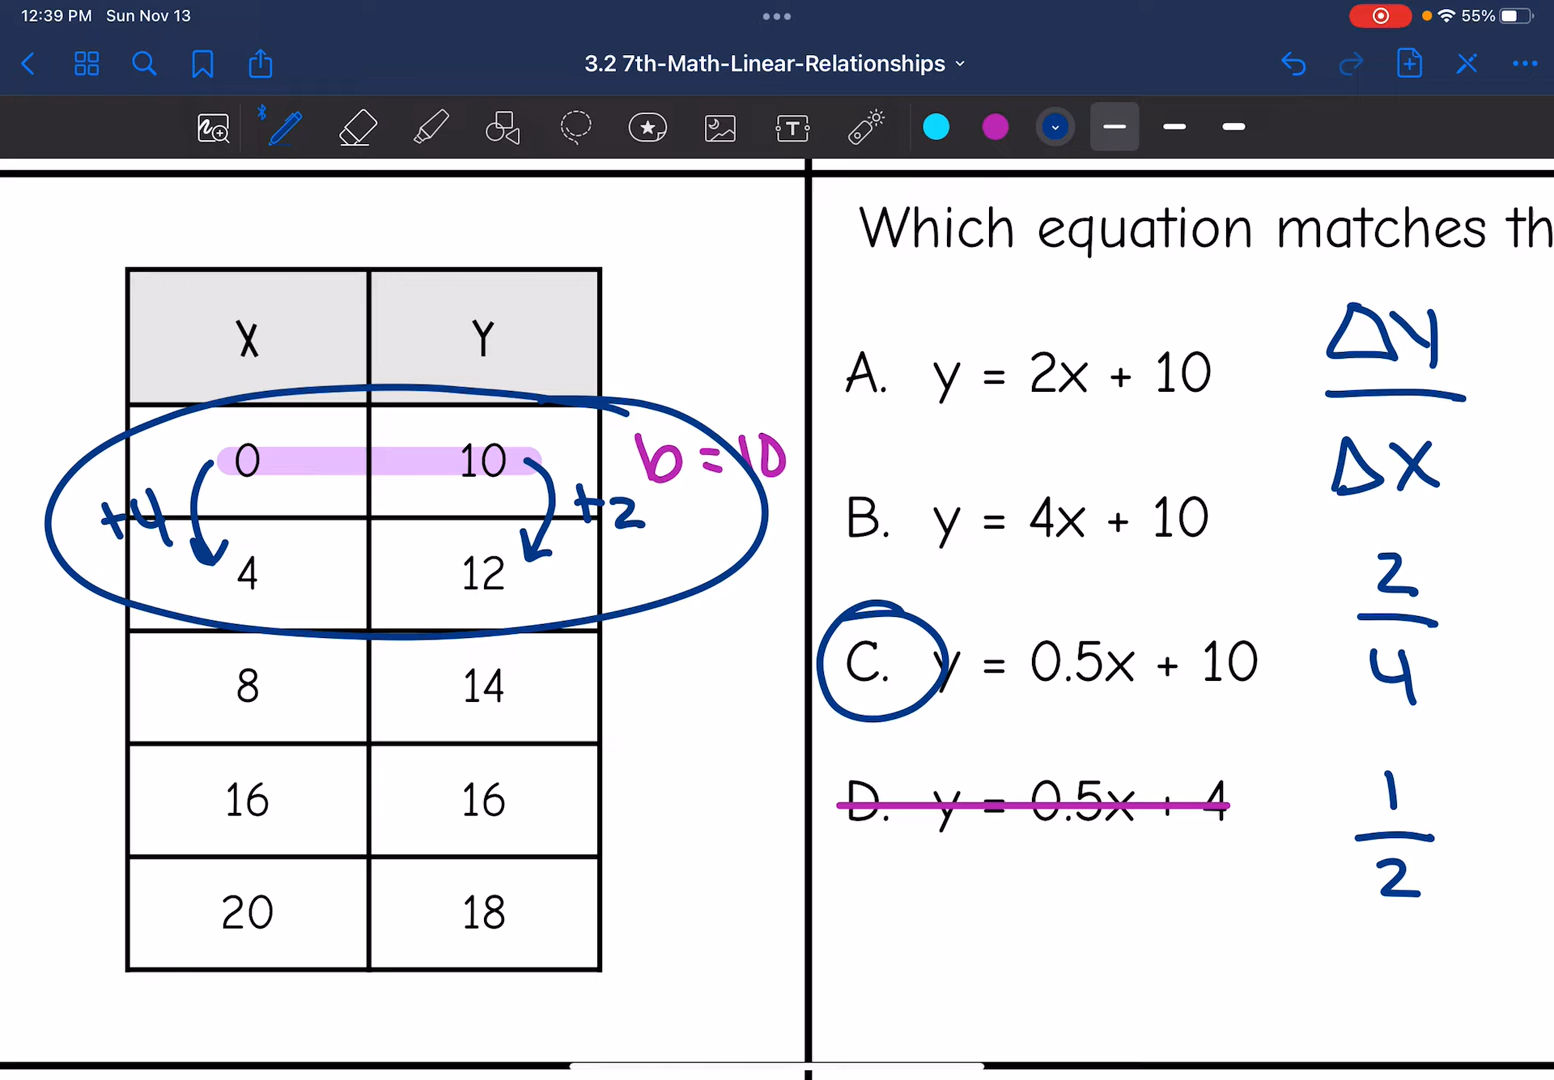 12:39 PM Sun Nov 13
55%
3.2 7th-Math-Linear-Relationships
T
X Y
0 10
b = 10
+4
+2
4 12
8 14
16 16
20 18
Which equation matches th
A. y = 2x + 10
B. y = 4x + 10
C. y = 0.5x + 10
D. y = 0.5x + 4
Δy
Δx
2
4
1
2